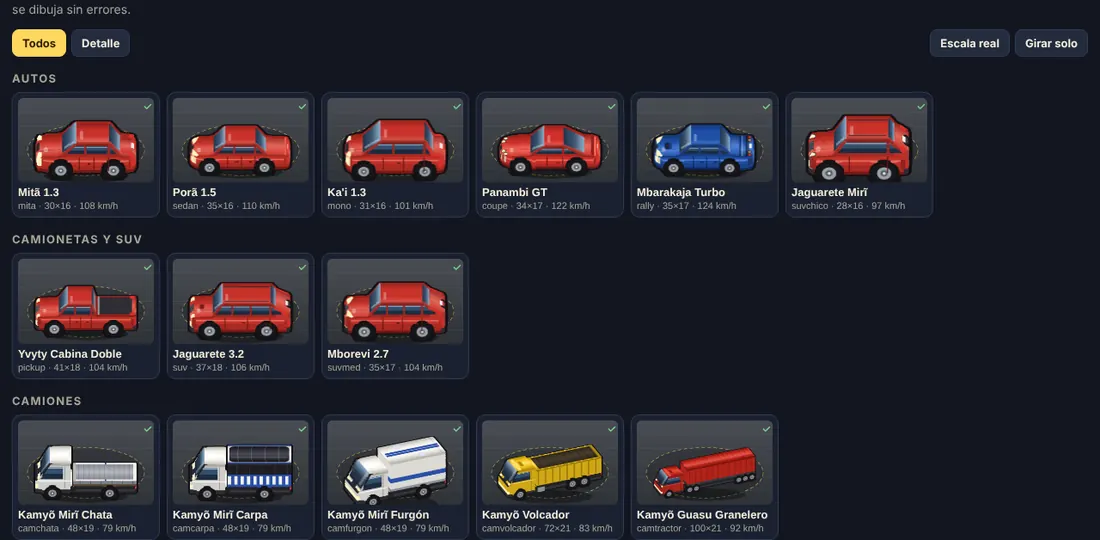 se dibuja sin errores.
Todos
Detalle
Escala real
Girar solo
AUTOS
Mitã 1.3
mita · 30×16 · 108 km/h
Porã 1.5
sedan · 35×16 · 110 km/h
Ka'i 1.3
mono · 31×16 · 101 km/h
Panambi GT
coupe · 34×17 · 122 km/h
Mbarakaja Turbo
rally · 35×17 · 124 km/h
Jaguarete Mirĩ
suvchico · 28×16 · 97 km/h
CAMIONETAS Y SUV
Yvyty Cabina Doble
pickup · 41×18 · 104 km/h
Jaguarete 3.2
suv · 37×18 · 106 km/h
Mborevi 2.7
suvmed · 35×17 · 104 km/h
CAMIONES
Kamyõ Mirĩ Chata
camchata · 48×19 · 79 km/h
Kamyõ Mirĩ Carpa
camcarpa · 48×19 · 79 km/h
Kamyõ Mirĩ Furgón
camfurgon · 48×19 · 79 km/h
Kamyõ Volcador
camvolcador · 72×21 · 83 km/h
Kamyõ Guasu Granelero
camtractor · 100×21 · 92 km/h